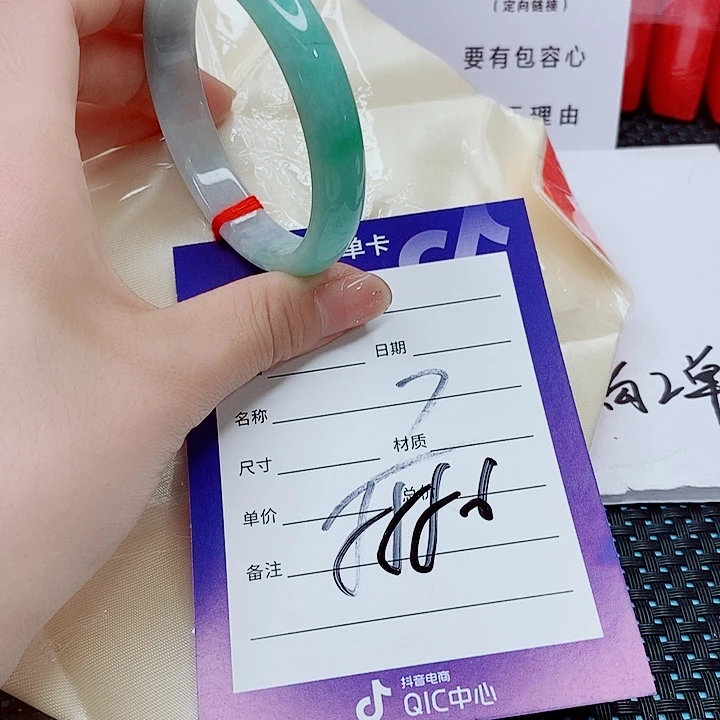 (定向链接)
要有包容心
理由
单卡
日期
名称
材质
尺寸
单价
备注
抖音电商
QIC中心